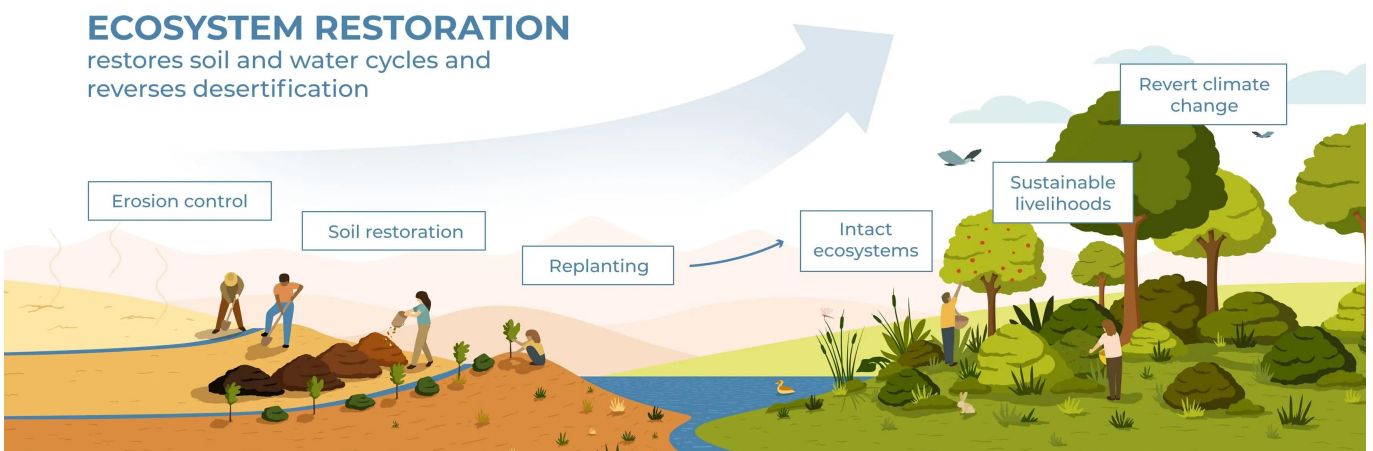 ECOSYSTEM RESTORATION
restores soil and water cycles and
reverses desertification
Erosion control
Soil restoration
Replanting
Intact
ecosystems
Sustainable
livelihoods
Revert climate
change